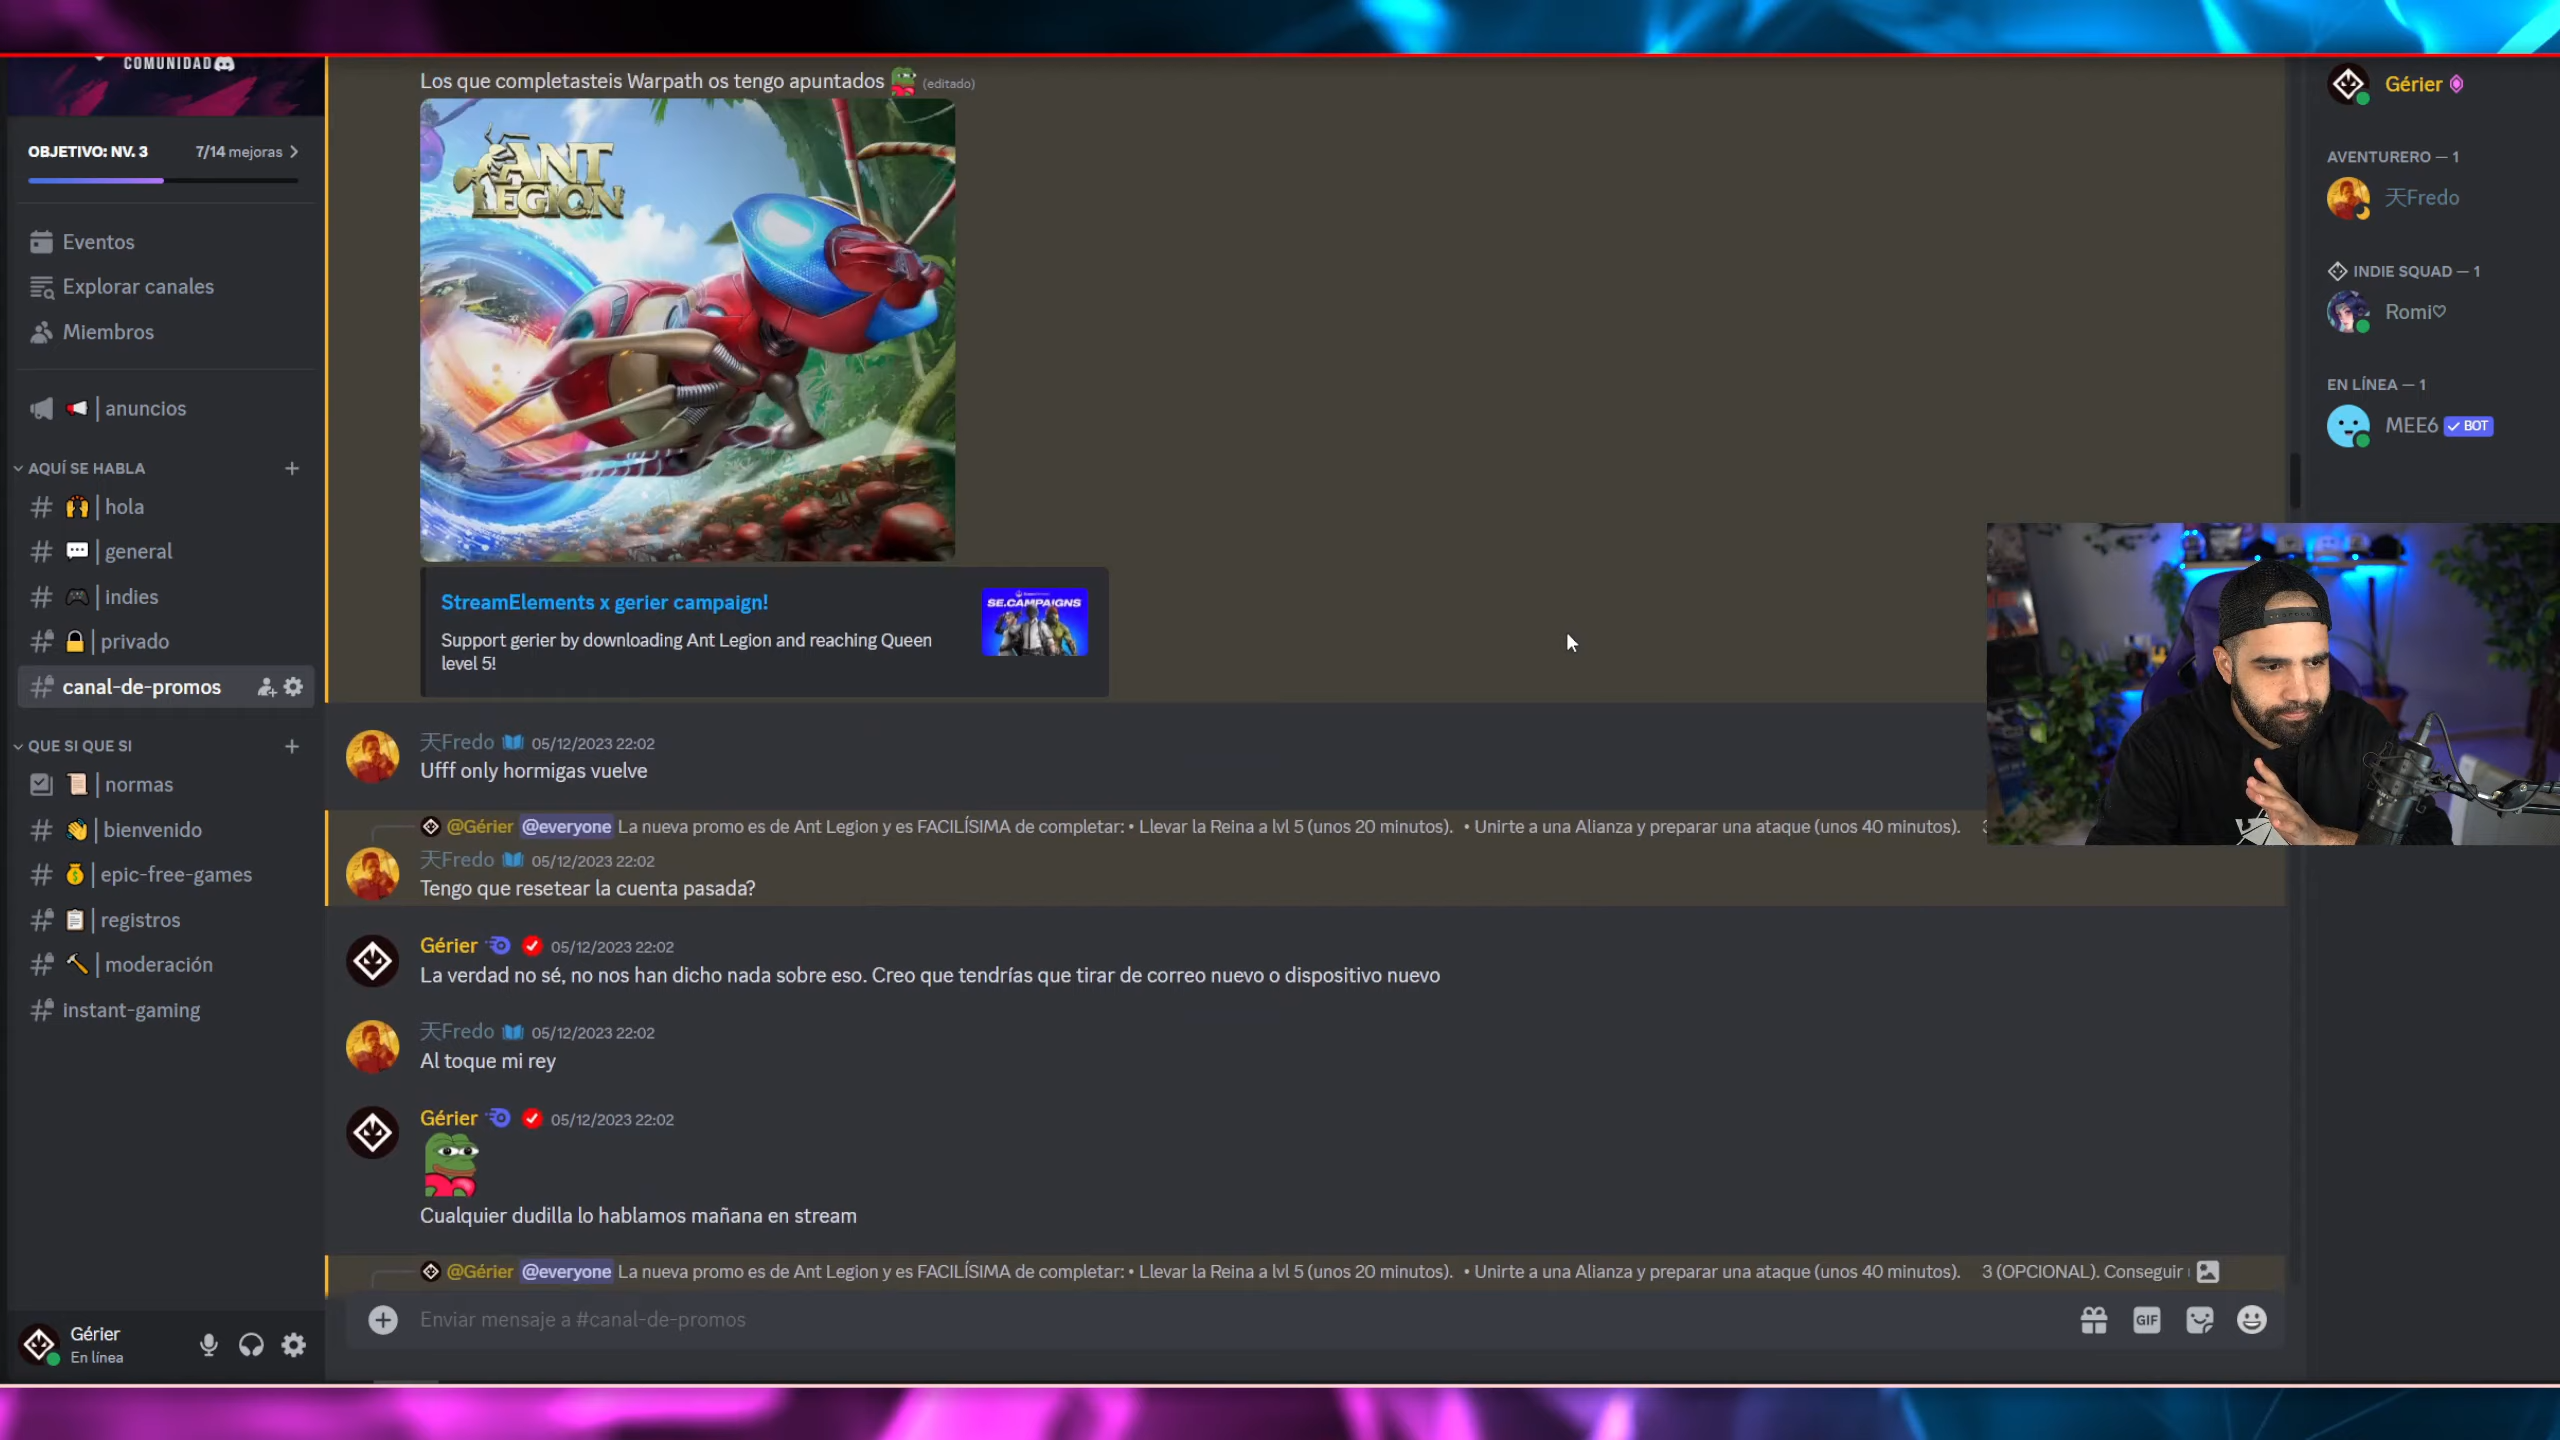 COMUNIDAD
OBJETIVO: NV. 3
7/14 mejoras
Eventos
Explorar canales
Miembros
anuncios
AQUÍ SE HABLA
hola
general
indies
privado
canal-de-promos
QUE SI QUE SI
normas
bienvenido
epic-free-games
registros
moderación
instant-gaming
Gérier
En línea
Los que completasteis Warpath os tengo apuntados (editado)
ANT
LEGION
StreamElements x gerier campaign!
Support gerier by downloading Ant Legion and reaching Queen
level 5!
SE.CAMPAIGNS
天Fredo 05/12/2023 22:02
Ufff only hormigas vuelve
@Gérier @everyone La nueva promo es de Ant Legion y es FACILÍSIMA de completar: • Llevar la Reina a lvl 5 (unos 20 minutos). • Unirte a una Alianza y preparar una ataque (unos 40 minutos).
天Fredo 05/12/2023 22:02
Tengo que resetear la cuenta pasada?
Gérier 05/12/2023 22:02
La verdad no sé, no nos han dicho nada sobre eso. Creo que tendrías que tirar de correo nuevo o dispositivo nuevo
天Fredo 05/12/2023 22:02
Al toque mi rey
Gérier 05/12/2023 22:02
Cualquier dudilla lo hablamos mañana en stream
@Gérier @everyone La nueva promo es de Ant Legion y es FACILÍSIMA de completar: • Llevar la Reina a lvl 5 (unos 20 minutos). • Unirte a una Alianza y preparar una ataque (unos 40 minutos). 3 (OPCIONAL). Conseguir
Enviar mensaje a #canal-de-promos
GIF
Gérier
AVENTURERO — 1
天Fredo
INDIE SQUAD — 1
Romi♡
EN LÍNEA — 1
MEE6 ✓ BOT